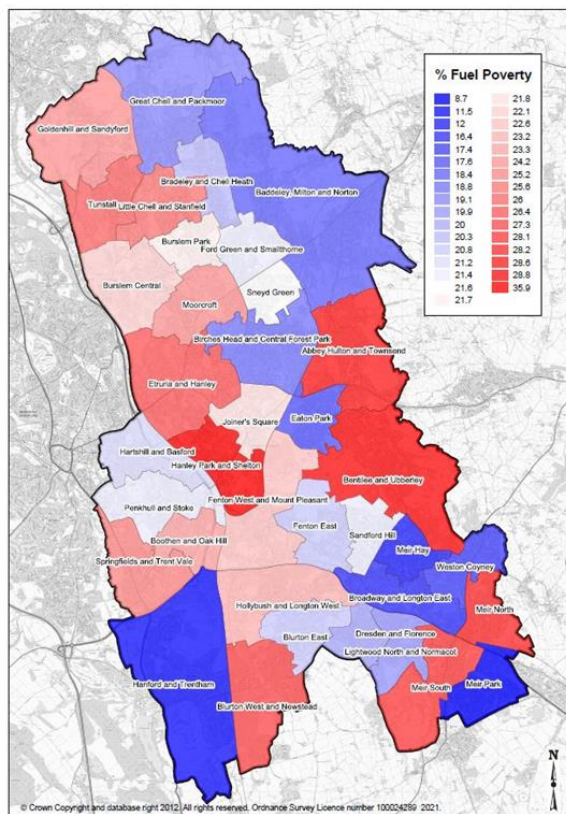 % Fuel Poverty
8.7
11.5
12
16.4
17.4
17.6
18.4
18.8
19.1
19.9
20
20.3
20.8
21.2
21.4
21.6
21.7
21.8
22.1
22.6
23.2
23.3
24.2
25.2
25.6
26
26.4
27.3
28.1
28.2
28.6
28.8
35.9
Great Chell and Packmoor
Goldenhill and Sandyford
Bradeley and Chell Heath
Baddeley, Milton and Norton
Tunstall
Little Chell and Stanfield
Burslem Park
Ford Green and Smallthorne
Burslem Central
Sneyd Green
Moorcroft
Birches Head and Central Forest Park
Abbey Hulton and Townsend
Etruria and Hanley
Joiner's Square
Eaton Park
Hartshill and Basford
Hanley Park and Shelton
Bentilee and Ubberley
Fenton West and Mount Pleasant
Penkhull and Stoke
Fenton East
Sandford Hill
Boothen and Oak Hill
Meir Hay
Springfields and Trent Vale
Weston Coyney
Broadway and Longton East
Hollybush and Longton West
Meir North
Blurton East
Dresden and Florence
Lightwood North and Normacot
Hanford and Trentham
Meir South
Meir Park
Blurton West and Newstead
N
© Crown Copyright and database right 2012. All rights reserved. Ordnance Survey Licence number 100024289 2021.